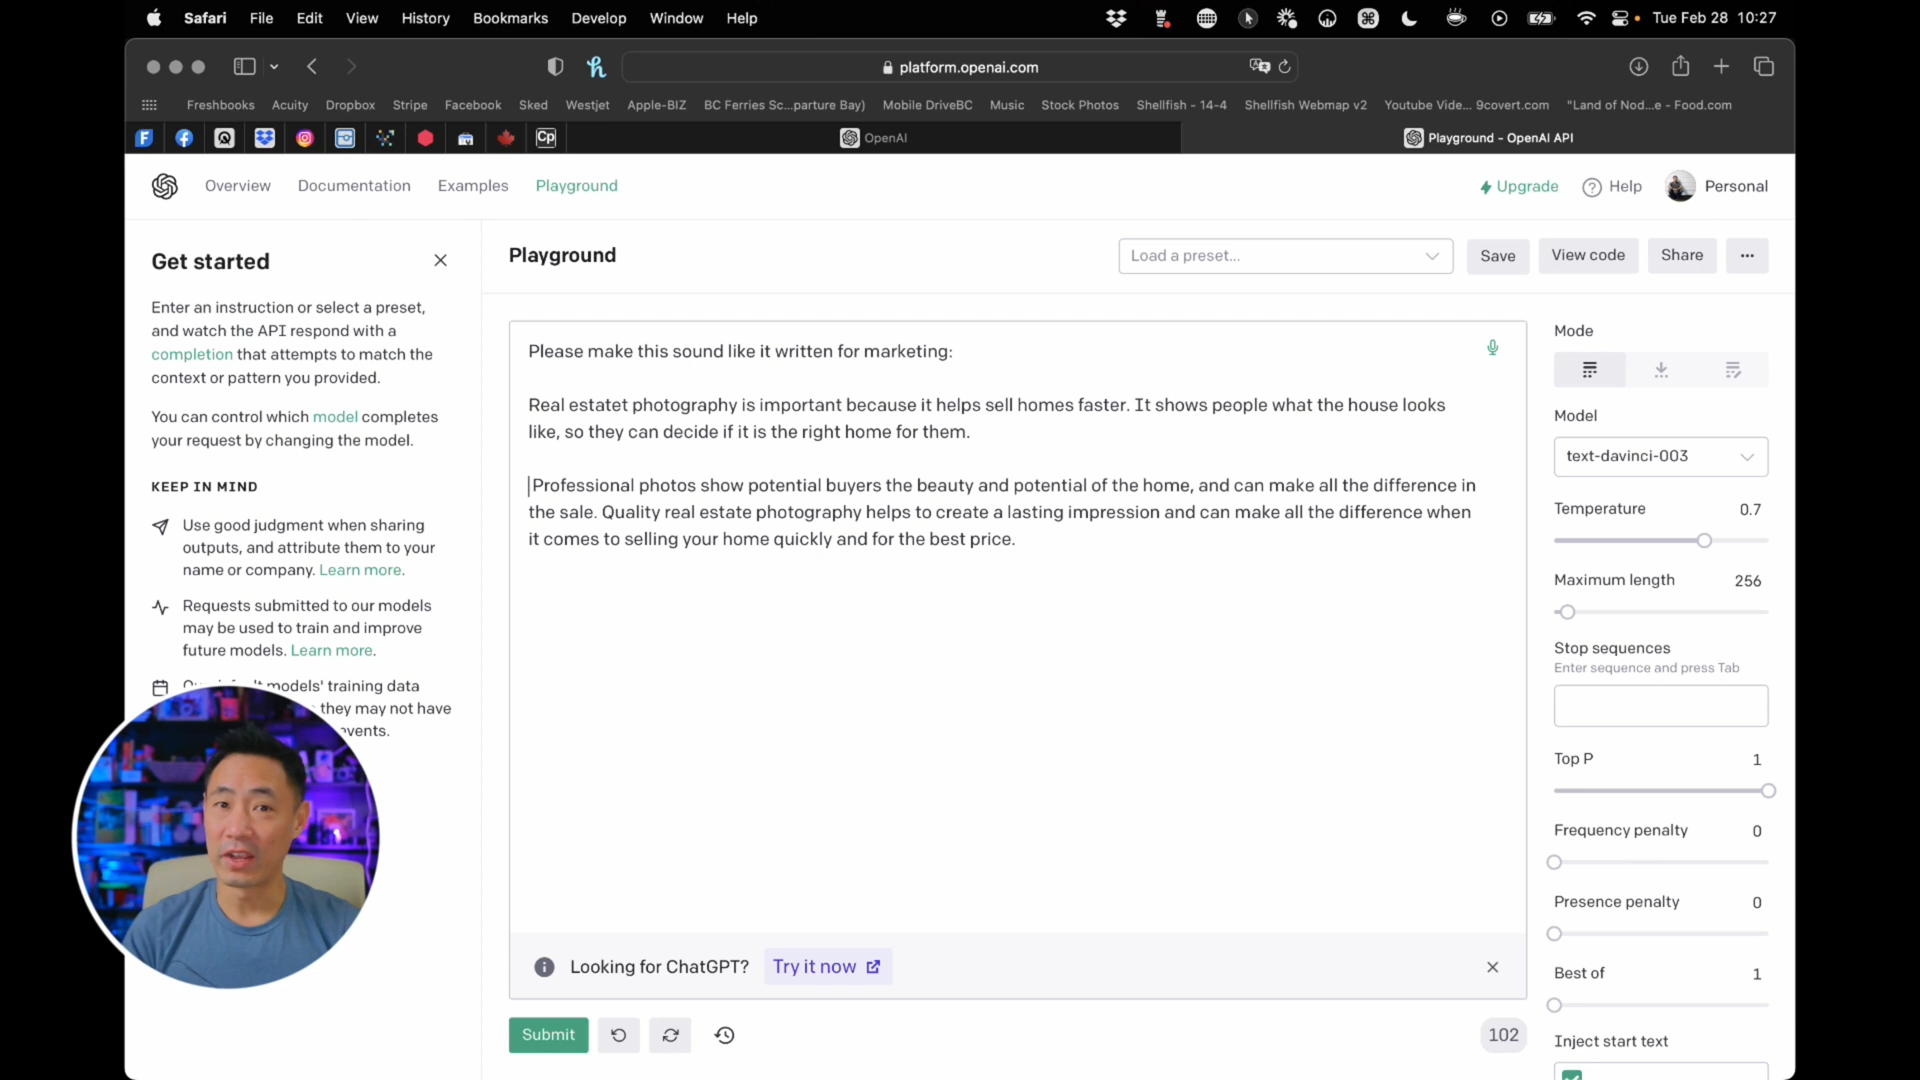 Safari File Edit View History Bookmarks Develop Window Help Tue Feb 28 10:27
platform.openai.com
Freshbooks Acuity Dropbox Stripe Facebook Sked Westjet Apple-BIZ BC Ferries Sc...parture Bay) Mobile DriveBC Music Stock Photos Shellfish - 14-4 Shellfish Webmap v2 Youtube Vide... 9covert.com "Land of Nod...e - Food.com
Cp OpenAI Playground - OpenAI API
Overview Documentation Examples Playground Upgrade Help Personal
Get started
Enter an instruction or select a preset,
and watch the API respond with a
completion that attempts to match the
context or pattern you provided.
You can control which model completes
your request by changing the model.
KEEP IN MIND
Use good judgment when sharing
outputs, and attribute them to your
name or company. Learn more.
Requests submitted to our models
may be used to train and improve
future models. Learn more.
models' training data
they may not have
events.
Playground
Load a preset...
Save
View code
Share
Please make this sound like it written for marketing:
Real estatet photography is important because it helps sell homes faster. It shows people what the house looks
like, so they can decide if it is the right home for them.
Professional photos show potential buyers the beauty and potential of the home, and can make all the difference in
the sale. Quality real estate photography helps to create a lasting impression and can make all the difference when
it comes to selling your home quickly and for the best price.
Looking for ChatGPT? Try it now
Submit
102
Mode
Model
text-davinci-003
Temperature 0.7
Maximum length 256
Stop sequences
Enter sequence and press Tab
Top P 1
Frequency penalty 0
Presence penalty 0
Best of 1
Inject start text